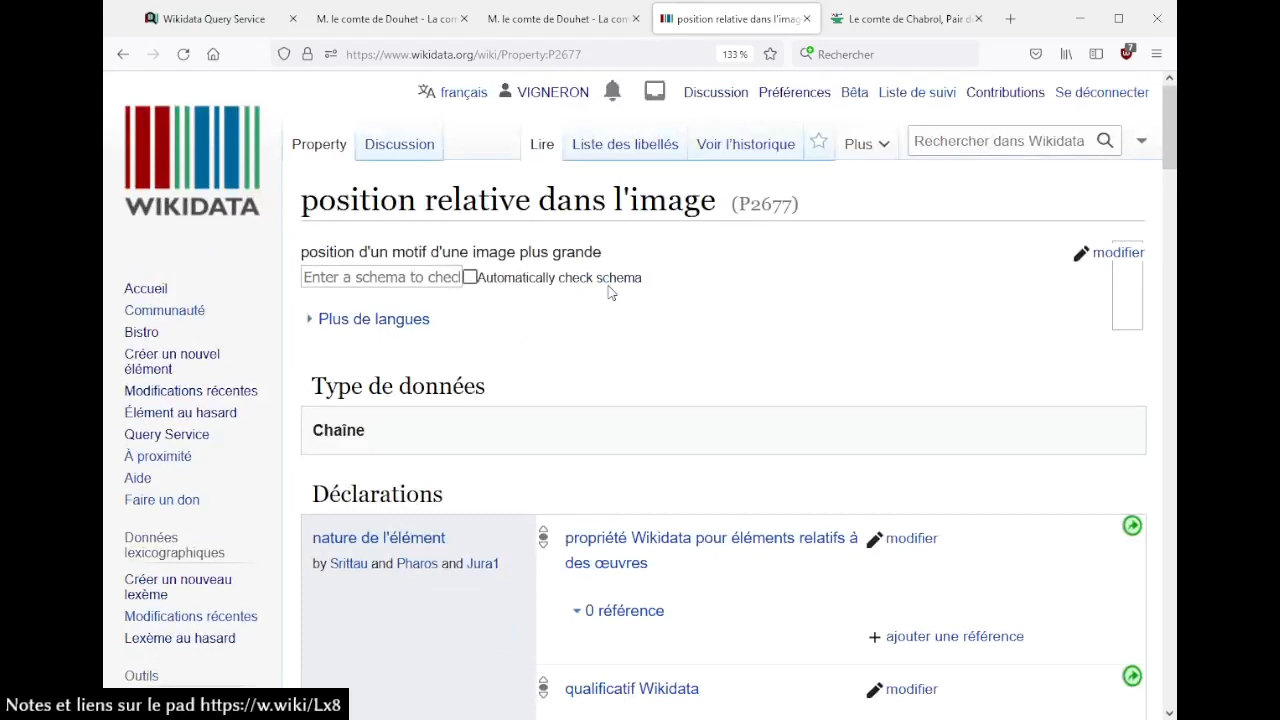 Wikidata Query Service
M. le comte de Douhet - La com
M. le comte de Douhet - La com
position relative dans l'imag
Le comte de Chabrol, Pair d
https://www.wikidata.org/wiki/Property:P2677
133 %
Rechercher
7
français
VIGNERON
Discussion
Préférences
Bêta
Liste de suivi
Contributions
Se déconnecter
Property
Discussion
Lire
Liste des libellés
Voir l'historique
Plus
Rechercher dans Wikidata
WIKIDATA
position relative dans l'image (P2677)
position d'un motif d'une image plus grande
modifier
Enter a schema to chec
Automatically check schema
Plus de langues
Accueil
Communauté
Bistro
Créer un nouvel
élément
Modifications récentes
Élément au hasard
Query Service
À proximité
Aide
Faire un don
Données
lexicographiques
Créer un nouveau
lexème
Modifications récentes
Lexème au hasard
Outils
Type de données
Chaîne
Déclarations
nature de l'élément
by Srittau and Pharos and Jura1
propriété Wikidata pour éléments relatifs à
des œuvres
modifier
0 référence
+ ajouter une référence
qualificatif Wikidata
modifier
Notes et liens sur le pad https://w.wiki/Lx8